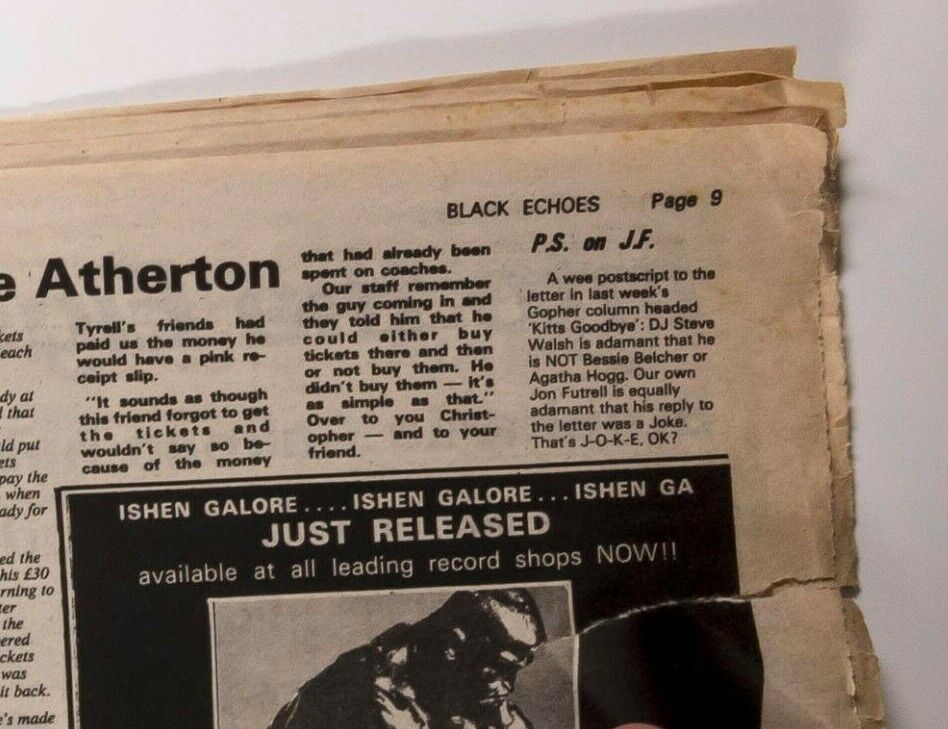 BLACK ECHOES Page 9
e Atherton
kets
each
dy at
that
ld put
ets
pay the
when
ady for
ed the
his £30
rning to
ter
the
ered
ckets
was
it back.
e's made
Tyrell's friends had
paid us the money he
would have a pink re-
ceipt slip.
"It sounds as though
this friend forgot to get
the tickets and
wouldn't say so be-
cause of the money
that had already been
spent on coaches.
Our staff remember
the guy coming in and
they told him that he
could either buy
tickets there and then
or not buy them. He
didn't buy them — it's
as simple as that."
Over to you Christ-
opher — and to your
friend.
P.S. on J.F.
A wee postscript to the
letter in last week's
Gopher column headed
'Kitts Goodbye': DJ Steve
Walsh is adamant that he
is NOT Bessie Belcher or
Agatha Hogg. Our own
Jon Futrell is equally
adamant that his reply to
the letter was a Joke.
That's J-O-K-E, OK?
ISHEN GALORE....ISHEN GALORE...ISHEN GA
JUST RELEASED
available at all leading record shops NOW!!